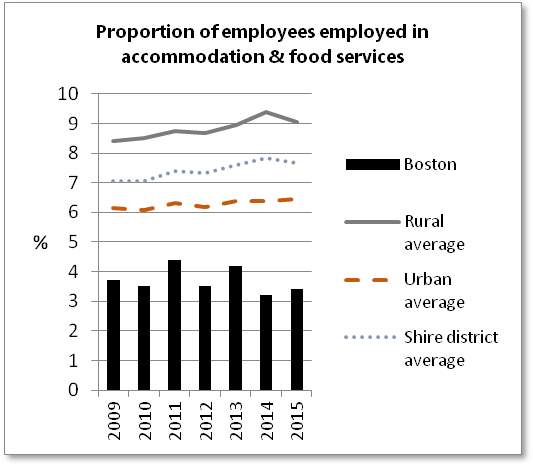 Proportion of employees employed in
accommodation & food services
10
9
8
7
6
5
4
3
2
1
0
%
2009
2010
2011
2012
2013
2014
2015
Boston
Rural
average
Urban
average
Shire district
average